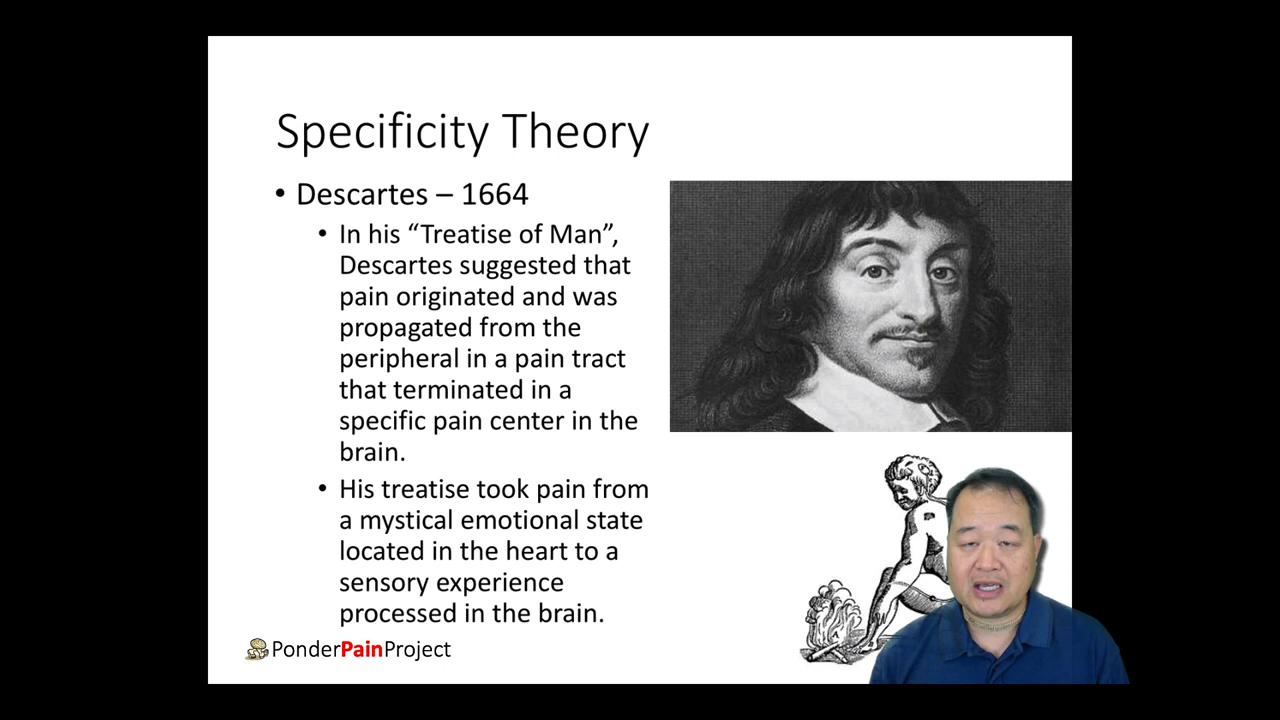 Specificity Theory
• Descartes – 1664
• In his “Treatise of Man”,
Descartes suggested that
pain originated and was
propagated from the
peripheral in a pain tract
that terminated in a
specific pain center in the
brain.
• His treatise took pain from
a mystical emotional state
located in the heart to a
sensory experience
processed in the brain.
PonderPainProject